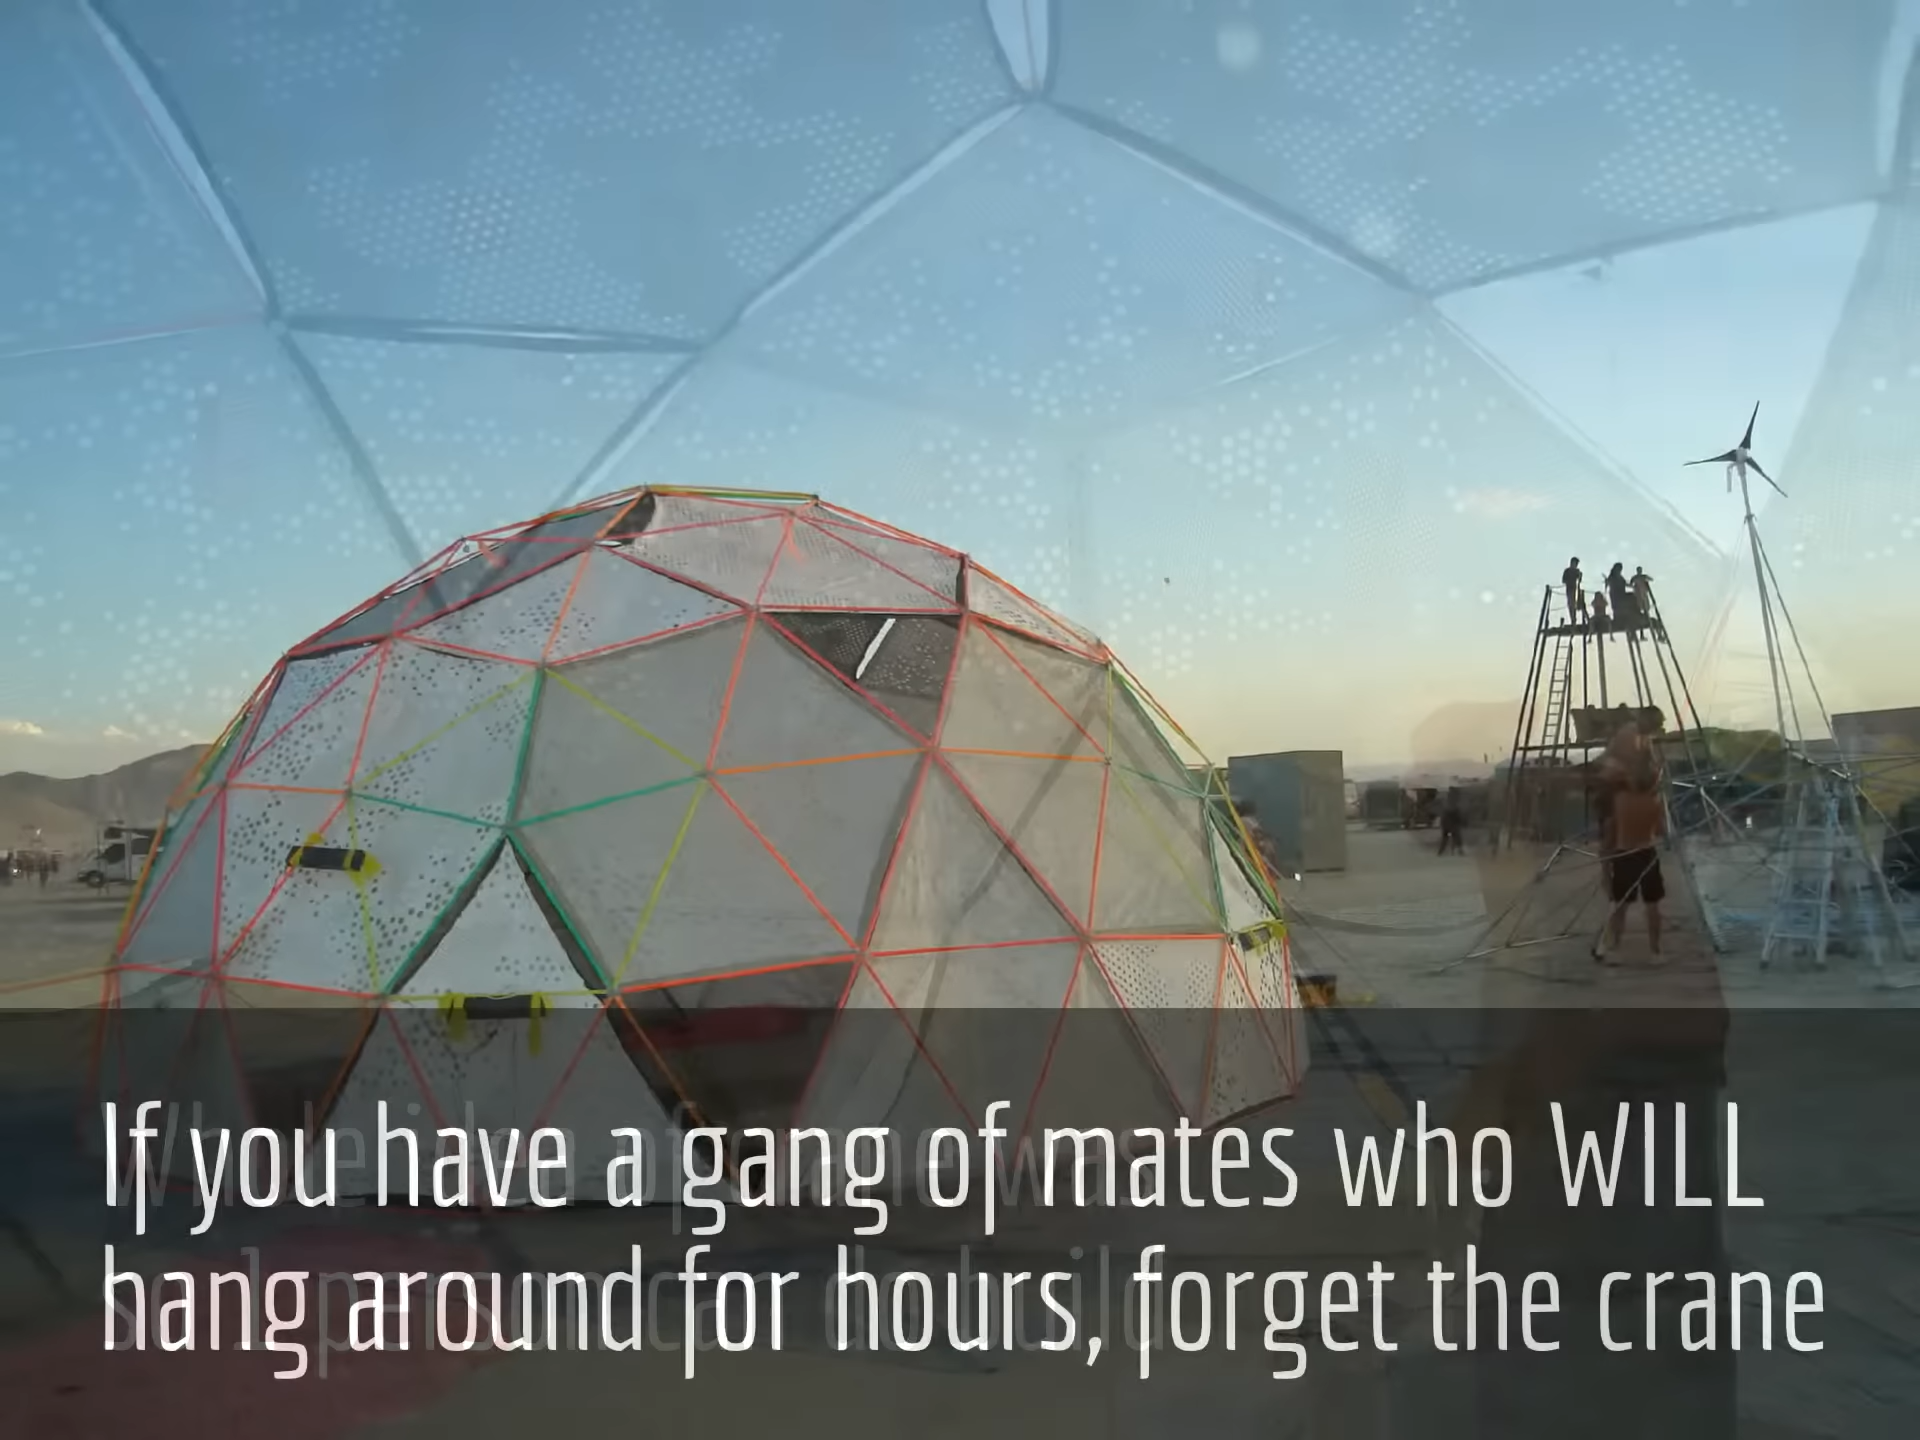 If you have a gang of mates who WILL
hang around for hours, forget the crane